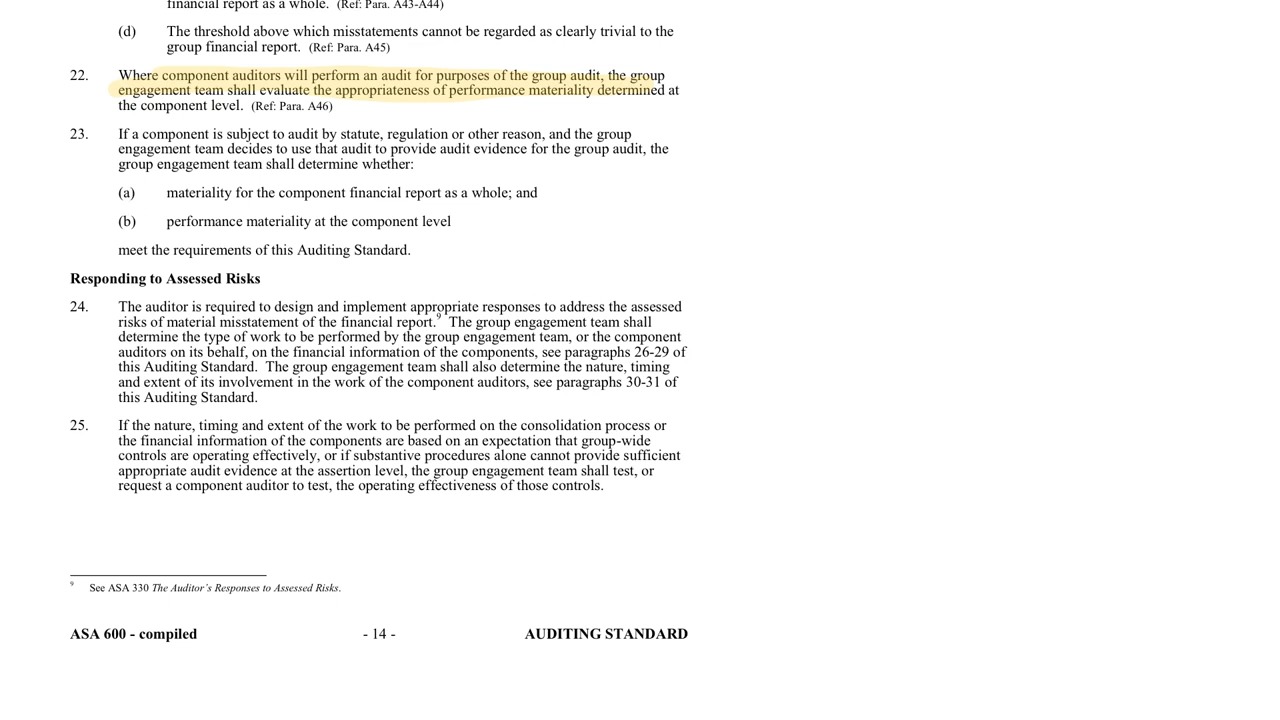 financial report as a whole. (Ref: Para. A43-A44)
(d) The threshold above which misstatements cannot be regarded as clearly trivial to the
group financial report. (Ref: Para. A45)
22. Where component auditors will perform an audit for purposes of the group audit, the group
engagement team shall evaluate the appropriateness of performance materiality determined at
the component level. (Ref: Para. A46)
23. If a component is subject to audit by statute, regulation or other reason, and the group
engagement team decides to use that audit to provide audit evidence for the group audit, the
group engagement team shall determine whether:
(a) materiality for the component financial report as a whole; and
(b) performance materiality at the component level
meet the requirements of this Auditing Standard.
Responding to Assessed Risks
24. The auditor is required to design and implement appropriate responses to address the assessed
risks of material misstatement of the financial report.9 The group engagement team shall
determine the type of work to be performed by the group engagement team, or the component
auditors on its behalf, on the financial information of the components, see paragraphs 26-29 of
this Auditing Standard. The group engagement team shall also determine the nature, timing
and extent of its involvement in the work of the component auditors, see paragraphs 30-31 of
this Auditing Standard.
25. If the nature, timing and extent of the work to be performed on the consolidation process or
the financial information of the components are based on an expectation that group-wide
controls are operating effectively, or if substantive procedures alone cannot provide sufficient
appropriate audit evidence at the assertion level, the group engagement team shall test, or
request a component auditor to test, the operating effectiveness of those controls.
9 See ASA 330 The Auditor's Responses to Assessed Risks.
ASA 600 - compiled - 14 - AUDITING STANDARD